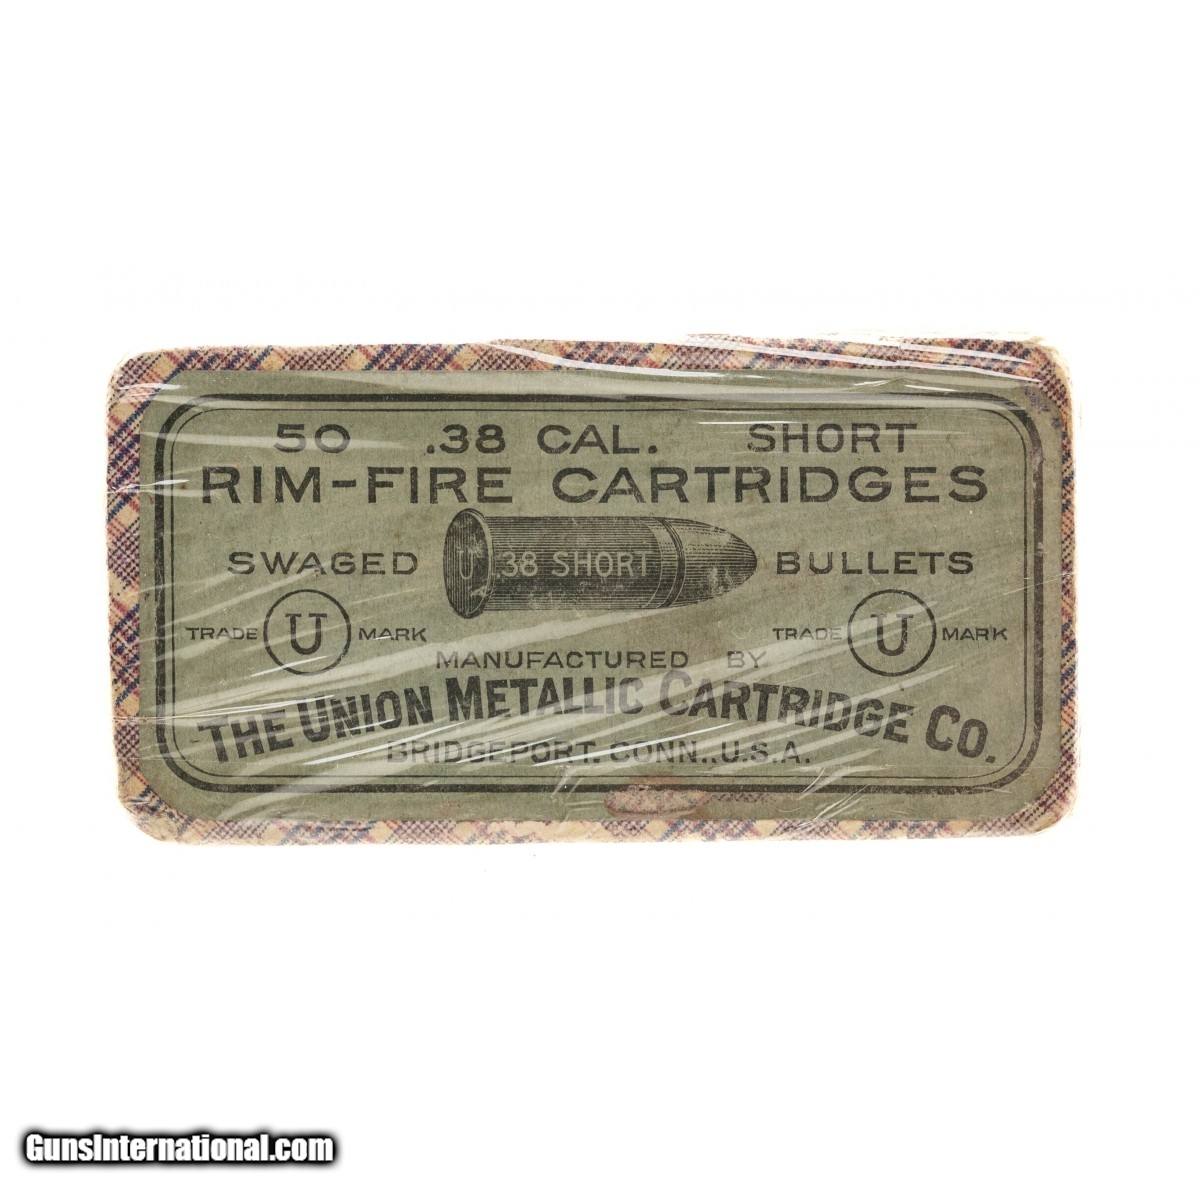 50 .38 CAL. SHORT
RIM-FIRE CARTRIDGES
SWAGED U .38 SHORT BULLETS
TRADE U MARK TRADE U MARK
MANUFACTURED BY
THE UNION METALLIC CARTRIDGE CO.
BRIDGEPORT, CONN., U.S.A.
GunsInternational.com